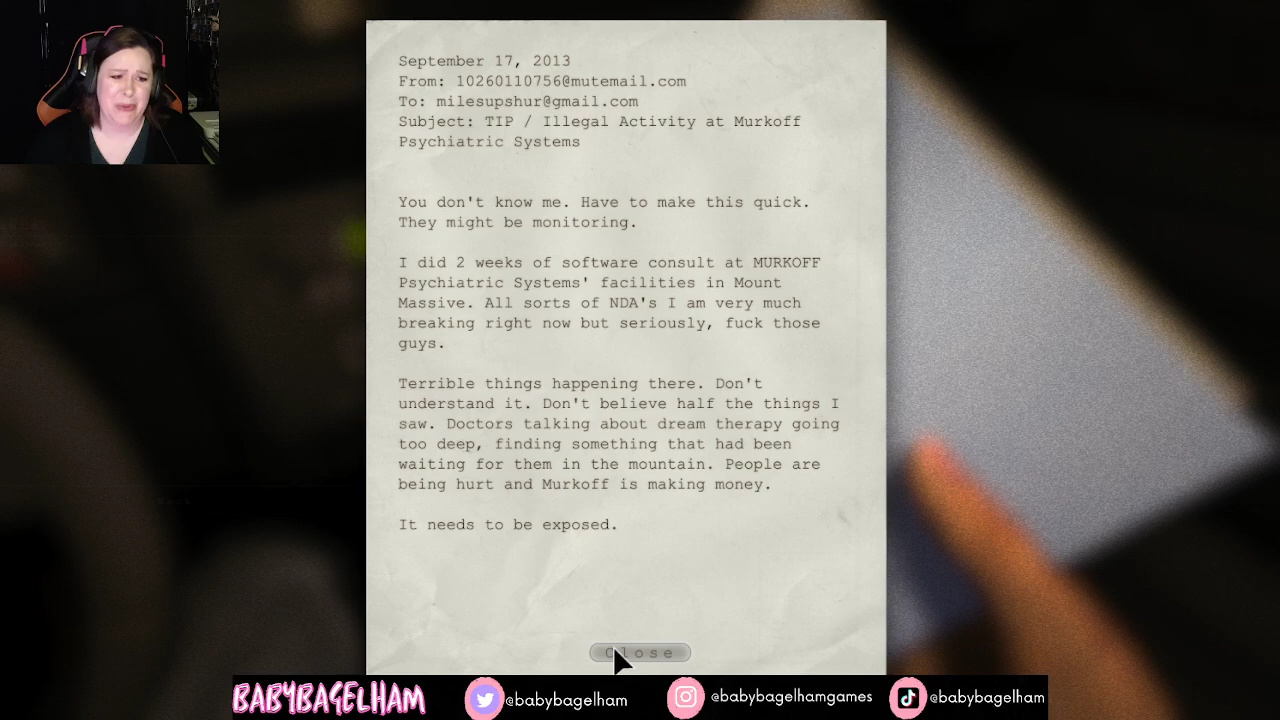 September 17, 2013
From: 10260110756@mutemail.com
To: milesupshur@gmail.com
Subject: TIP / Illegal Activity at Murkoff
Psychiatric Systems
You don't know me. Have to make this quick.
They might be monitoring.
I did 2 weeks of software consult at MURKOFF
Psychiatric Systems' facilities in Mount
Massive. All sorts of NDA's I am very much
breaking right now but seriously, fuck those
guys.
Terrible things happening there. Don't
understand it. Don't believe half the things I
saw. Doctors talking about dream therapy going
too deep, finding something that had been
waiting for them in the mountain. People are
being hurt and Murkoff is making money.
It needs to be exposed.
Close
BABYBAGELHAM @babybagelham @babybagelhamgames @babybagelham